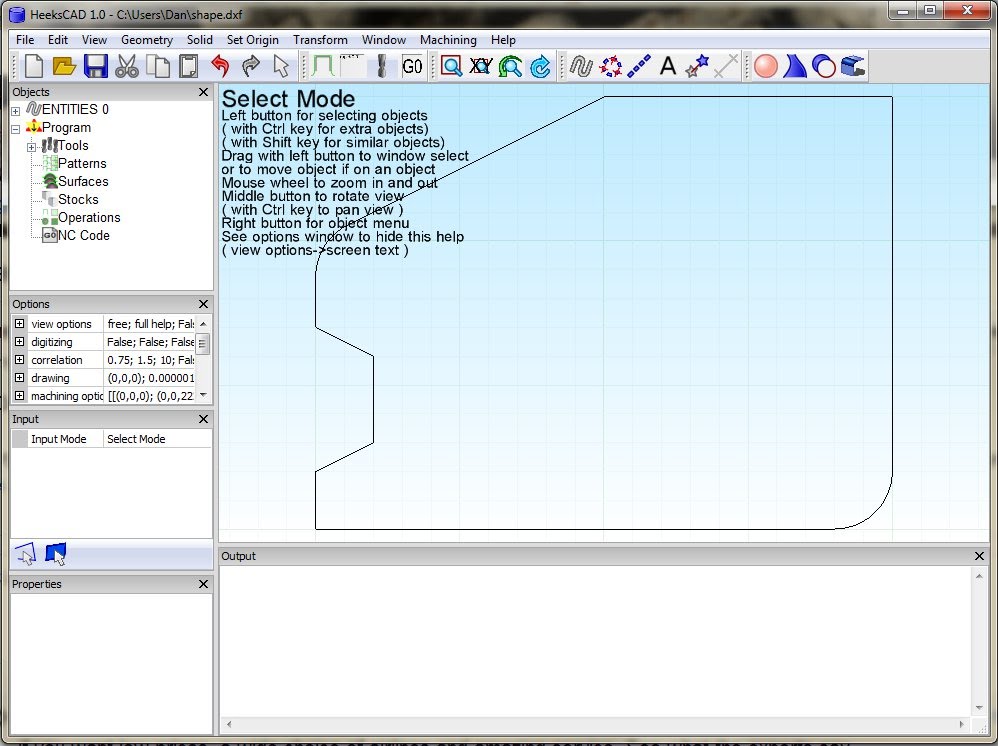 HeeksCAD 1.0 - C:\Users\Dan\shape.dxf
File Edit View Geometry Solid Set Origin Transform Window Machining Help
G0
A
Objects
ENTITIES 0
Program
Tools
Patterns
Surfaces
Stocks
Operations
GO NC Code
Options
view options free; full help; Fal
digitizing False; False; False
correlation 0.75; 1.5; 10; Fal
drawing (0,0,0); 0.000001
machining optic [[(0,0,0); (0,0,22
Input
Input Mode Select Mode
Properties
Select Mode
Left button for selecting objects
( with Ctrl key for extra objects)
( with Shift key for similar objects)
Drag with left button to window select
or to move object if on an object
Mouse wheel to zoom in and out
Middle button to rotate view
( with Ctrl key to pan view )
Right button for object menu
See options window to hide this help
( view options->screen text )
Output